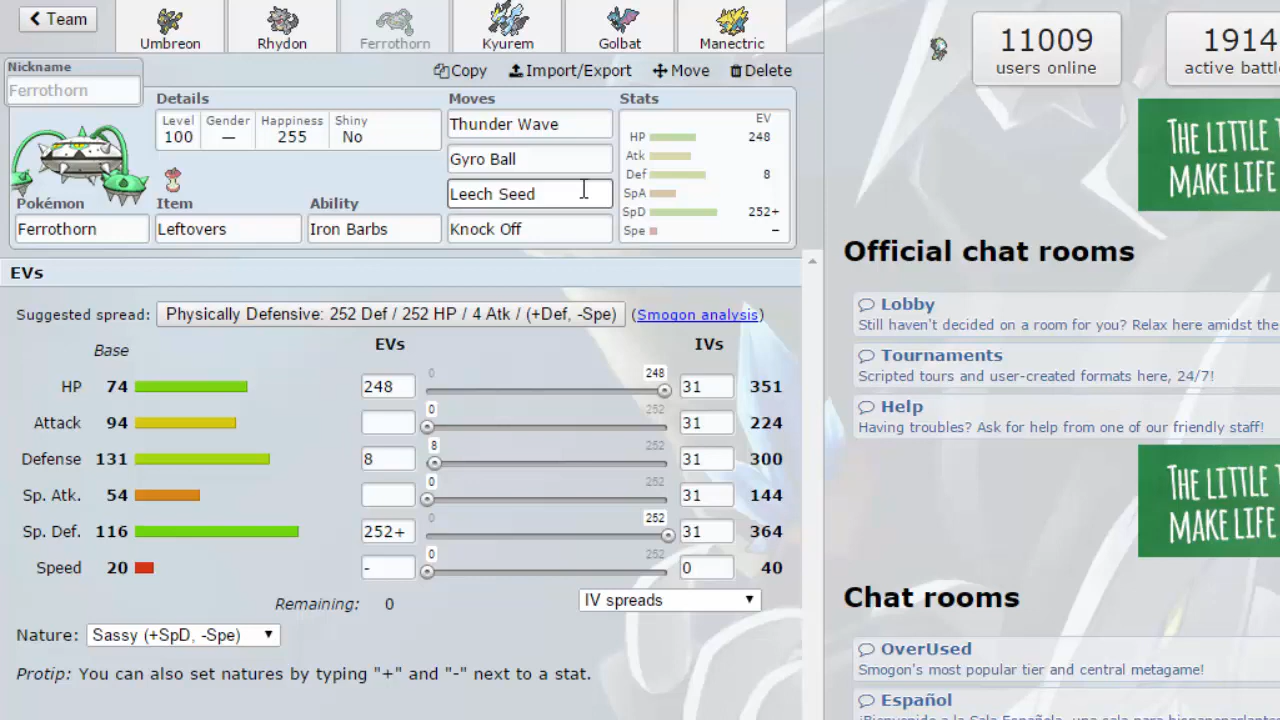 Team
Umbreon
Rhydon
Ferrothorn
Kyurem
Golbat
Manectric
Copy
Import/Export
Move
Delete
Nickname
Ferrothorn
Details
Level
100
Gender
—
Happiness
255
Shiny
No
Pokémon
Ferrothorn
Item
Leftovers
Ability
Iron Barbs
Moves
Thunder Wave
Gyro Ball
Leech Seed
Knock Off
Stats
EV
HP 248
Atk
Def 8
SpA
SpD 252+
Spe –
EVs
Suggested spread: Physically Defensive: 252 Def / 252 HP / 4 Atk / (+Def, -Spe) (Smogon analysis)
Base EVs IVs
HP 74 248 0 248 31 351
Attack 94 0 252 31 224
Defense 131 8 8 252 31 300
Sp. Atk. 54 0 252 31 144
Sp. Def. 116 252+ 0 252 31 364
Speed 20 - 0 252 0 40
Remaining: 0
IV spreads
Nature: Sassy (+SpD, -Spe)
Protip: You can also set natures by typing "+" and "-" next to a stat.
11009
users online
1914
active battl
THE LITTLE
MAKE LIFE
Official chat rooms
Lobby
Still haven't decided on a room for you? Relax here amidst the
Tournaments
Scripted tours and user-created formats here, 24/7!
Help
Having troubles? Ask for help from one of our friendly staff!
THE LITTLE
MAKE LIFE
Chat rooms
OverUsed
Smogon's most popular tier and central metagame!
Español